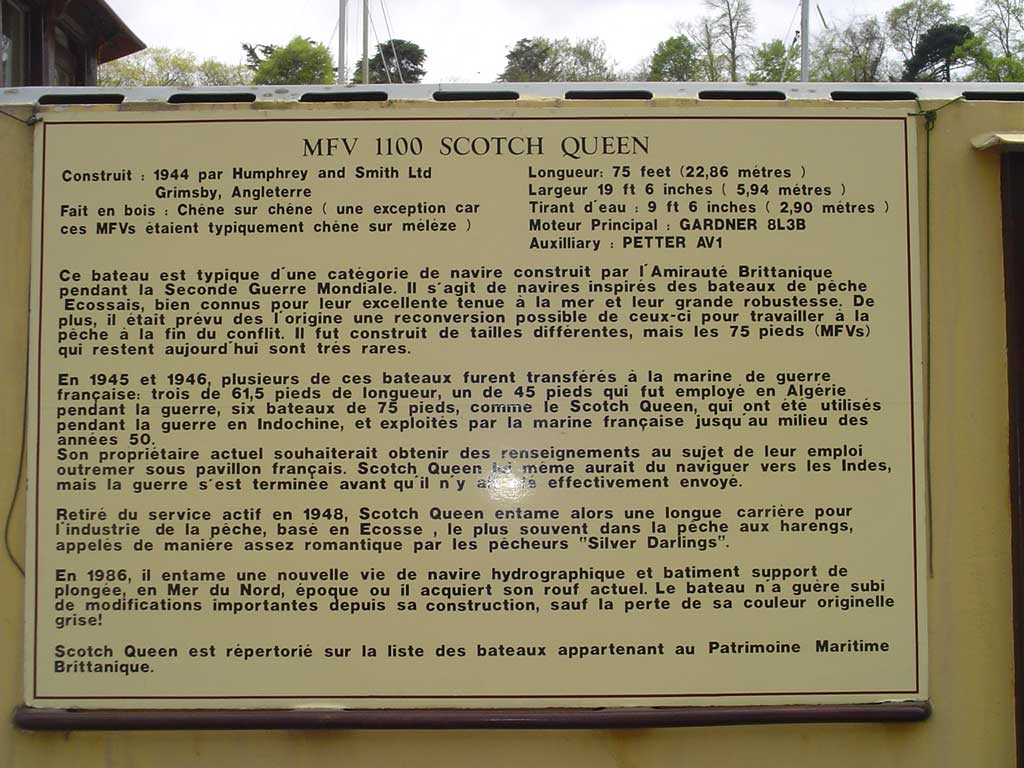 MFV 1100 SCOTCH QUEEN
Construit : 1944 par Humphrey and Smith Ltd
Grimsby, Angleterre
Fait en bois : Chêne sur chêne ( une exception car
ces MFVs étaient typiquement chêne sur mélèze )
Longueur: 75 feet (22,86 métres )
Largeur 19 ft 6 inches ( 5,94 métres )
Tirant d'eau : 9 ft 6 inches ( 2,90 métres )
Moteur Principal : GARDNER 8L3B
Auxilliary : PETTER AV1
Ce bateau est typique d'une catégorie de navire construit par l'Amirauté Brittanique
pendant la Seconde Guerre Mondiale. Il s'agit de navires inspirés des bateaux de pêche
Ecossais, bien connus pour leur excellente tenue à la mer et leur grande robustesse. De
plus, il était prévu des l'origine une reconversion possible de ceux-ci pour travailler à la
pêche à la fin du conflit. Il fut construit de tailles différentes, mais les 75 pieds (MFVs)
qui restent aujourd'hui sont trés rares.
En 1945 et 1946, plusieurs de ces bateaux furent transférés à la marine de guerre
française: trois de 61,5 pieds de longueur, un de 45 pieds qui fut employé en Algérie
pendant la guerre, six bateaux de 75 pieds, comme le Scotch Queen, qui ont été utilisés
pendant la guerre en Indochine, et exploités par la marine française jusqu'au milieu des
années 50.
Son propriétaire actuel souhaiterait obtenir des renseignements au sujet de leur emploi
outremer sous pavillon français. Scotch Queen lui même aurait du naviguer vers les Indes,
mais la guerre s'est terminée avant qu'il n'y effectivement envoyé.
Retiré du service actif en 1948, Scotch Queen entame alors une longue carrière pour
l'industrie de la pêche, basé en Ecosse , le plus souvent dans la pêche aux harengs,
appelés de manière assez romantique par les pêcheurs "Silver Darlings".
En 1986, il entame une nouvelle vie de navire hydrographique et batiment support de
plongée, en Mer du Nord, époque ou il acquiert son rouf actuel. Le bateau n'a guère subi
de modifications importantes depuis sa construction, sauf la perte de sa couleur originelle
grise!
Scotch Queen est répertorié sur la liste des bateaux appartenant au Patrimoine Maritime
Brittanique.